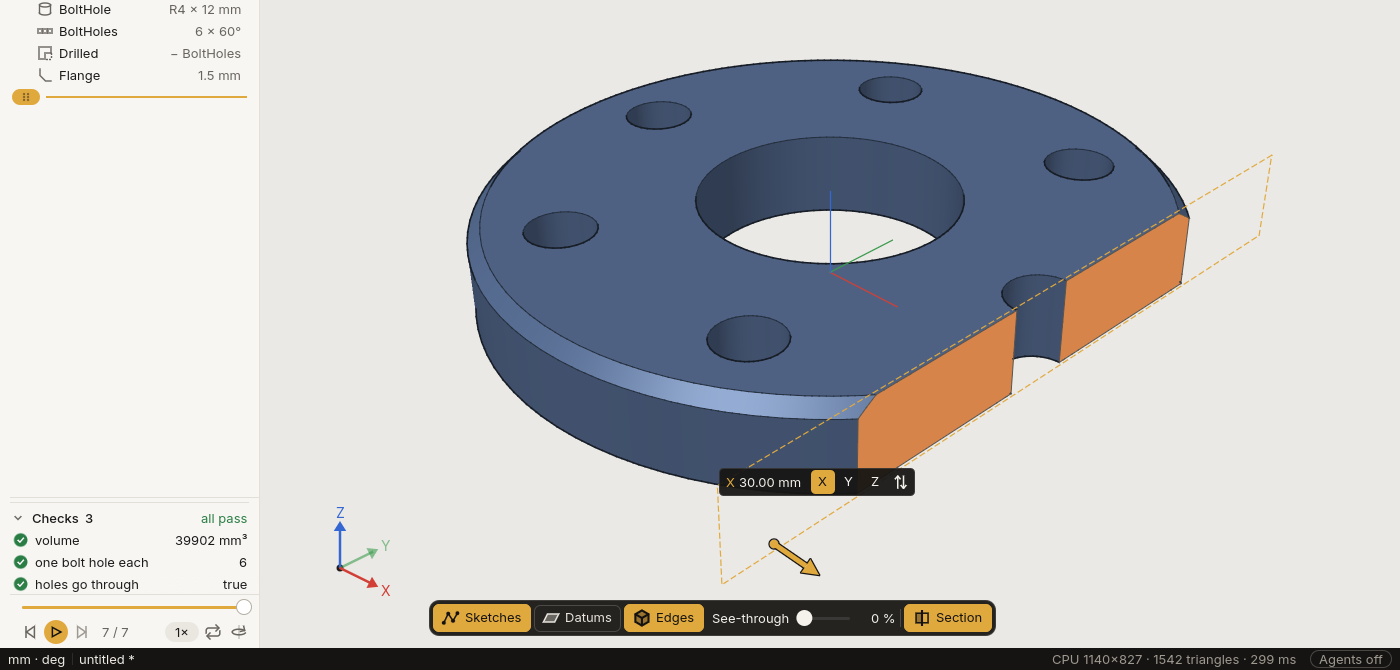 BoltHole R4 × 12 mm
BoltHoles 6 × 60°
Drilled − BoltHoles
Flange 1.5 mm
X 30.00 mm X Y Z
Checks 3 all pass
volume 39902 mm³
one bolt hole each 6
holes go through true
Z
Y
X
Sketches Datums Edges See-through 0 % Section
7 / 7 1×
mm · deg untitled * CPU 1140×827 · 1542 triangles · 299 ms Agents off